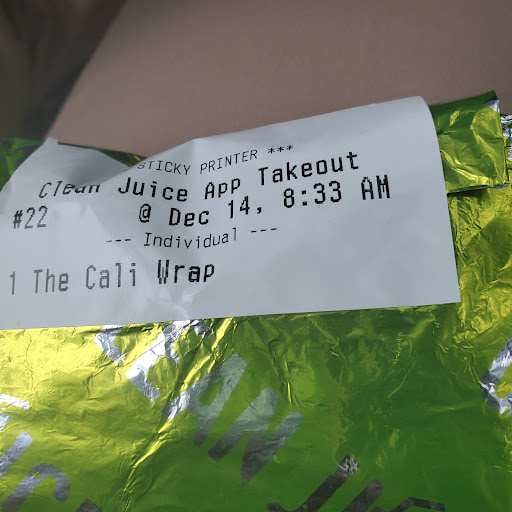 STICKY PRINTER ***
Clean Juice App Takeout
#22 @ Dec 14, 8:33 AM
--- Individual ---
1 The Cali Wrap